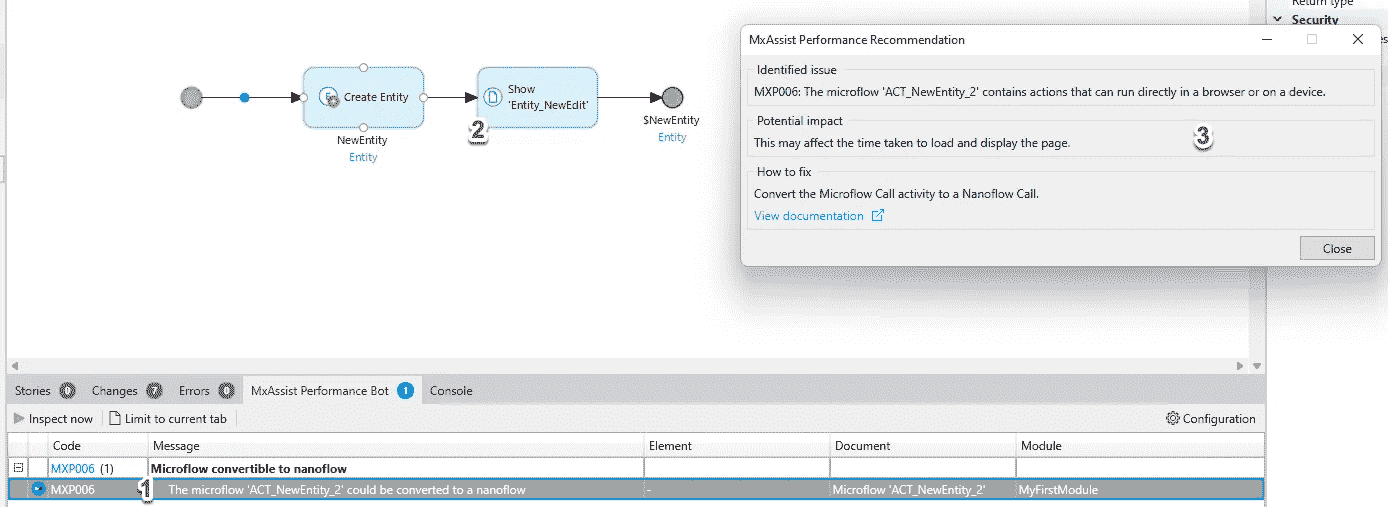 Return type
Security
es
MxAssist Performance Recommendation
Identified issue
MXP006: The microflow 'ACT_NewEntity_2' contains actions that can run directly in a browser or on a device.
Potential impact
This may affect the time taken to load and display the page.
3
How to fix
Convert the Microflow Call activity to a Nanoflow Call.
View documentation
Close
Create Entity
NewEntity
Entity
Show
'Entity_NewEdit'
2
$NewEntity
Entity
Stories 0 Changes 7 Errors 0 MxAssist Performance Bot 1 Console
Inspect now Limit to current tab Configuration
Code Message Element Document Module
MXP006 (1) Microflow convertible to nanoflow
MXP006 1 The microflow 'ACT_NewEntity_2' could be converted to a nanoflow - Microflow 'ACT_NewEntity_2' MyFirstModule